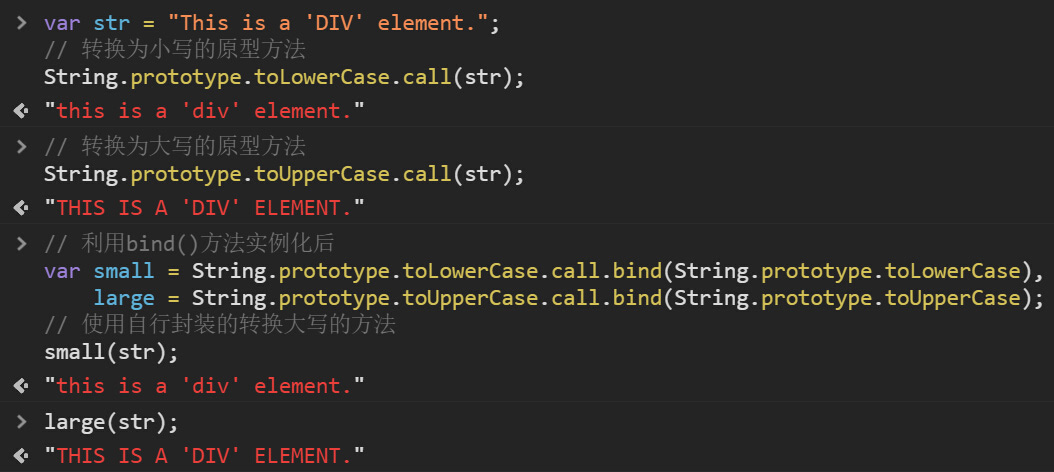 var str = "This is a 'DIV' element.";
// 转换为小写的原型方法
String.prototype.toLowerCase.call(str);
"this is a 'div' element."
// 转换为大写的原型方法
String.prototype.toUpperCase.call(str);
"THIS IS A 'DIV' ELEMENT."
// 利用bind()方法实例化后
var small = String.prototype.toLowerCase.call.bind(String.prototype.toLowerCase),
    large = String.prototype.toUpperCase.call.bind(String.prototype.toUpperCase);
// 使用自行封装的转换大写的方法
small(str);
"this is a 'div' element."
large(str);
"THIS IS A 'DIV' ELEMENT."